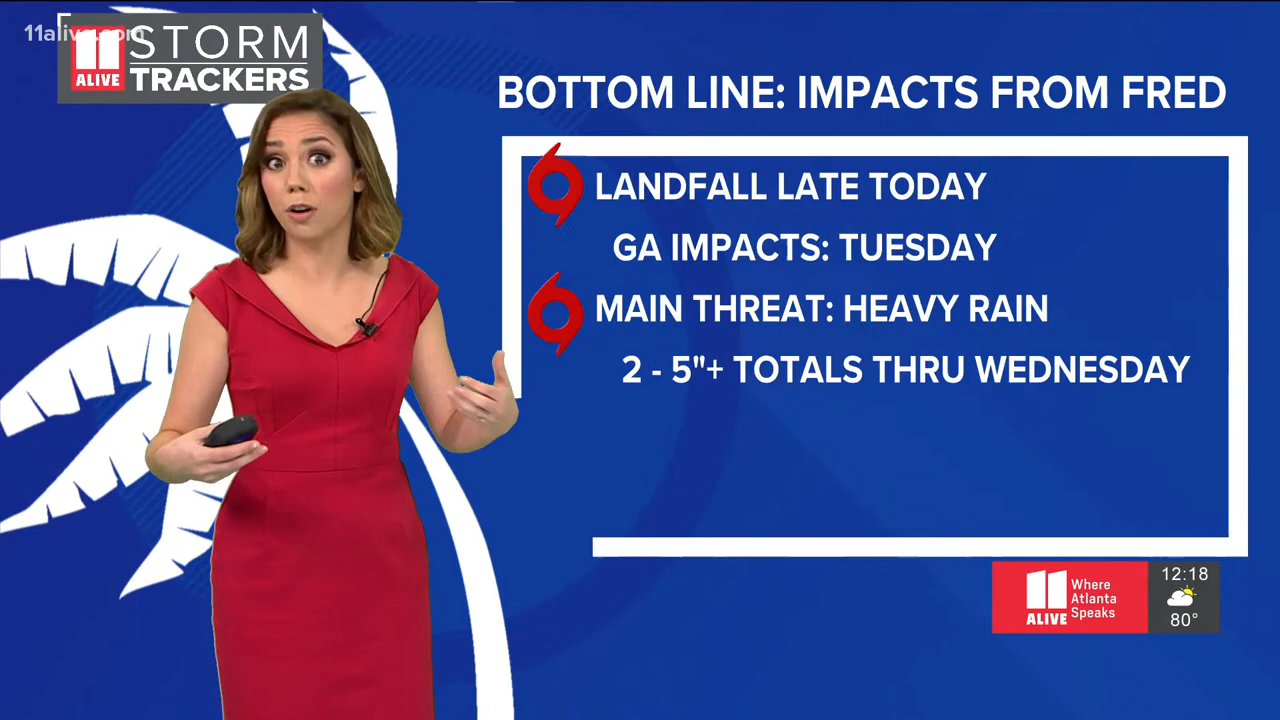 11alive.com
11 ALIVE
STORM
TRACKERS
BOTTOM LINE: IMPACTS FROM FRED
LANDFALL LATE TODAY
GA IMPACTS: TUESDAY
MAIN THREAT: HEAVY RAIN
2 - 5"+ TOTALS THRU WEDNESDAY
11 ALIVE
Where
Atlanta
Speaks
12:18
80°